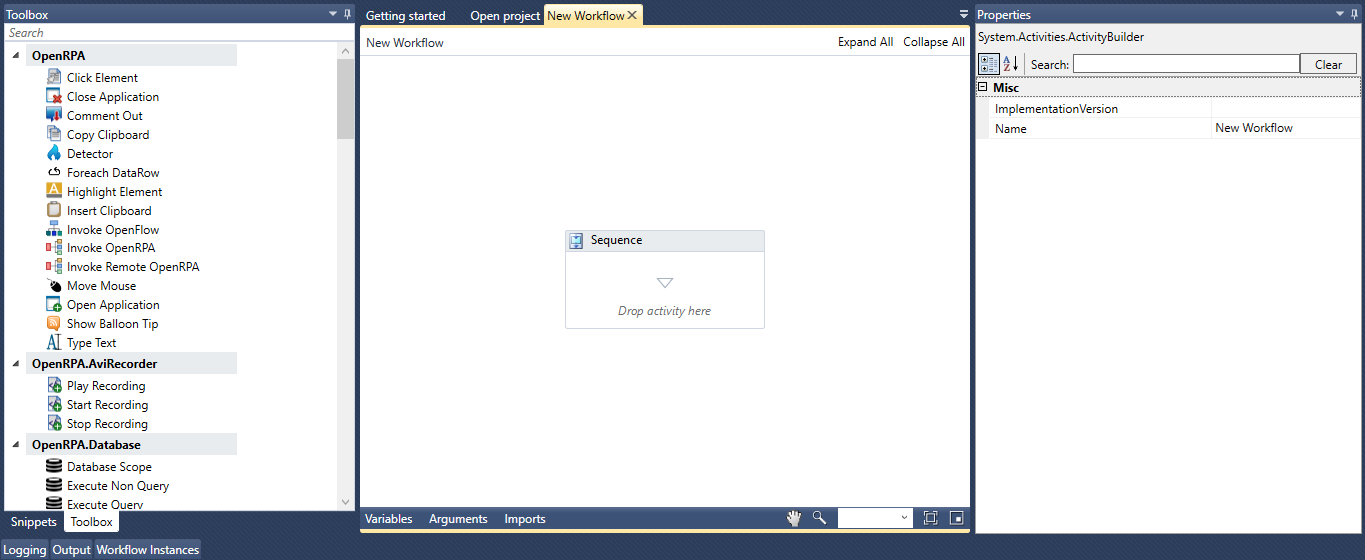 Toolbox
Search
OpenRPA
Click Element
Close Application
Comment Out
Copy Clipboard
Detector
Foreach DataRow
Highlight Element
Insert Clipboard
Invoke OpenFlow
Invoke OpenRPA
Invoke Remote OpenRPA
Move Mouse
Open Application
Show Balloon Tip
Type Text
OpenRPA.AviRecorder
Play Recording
Start Recording
Stop Recording
OpenRPA.Database
Database Scope
Execute Non Query
Execute Query
Snippets Toolbox
Getting started Open project New Workflow
New Workflow Expand All Collapse All
Sequence
Drop activity here
Variables Arguments Imports
Properties
System.Activities.ActivityBuilder
Search: Clear
Misc
ImplementationVersion
Name New Workflow
Logging Output Workflow Instances